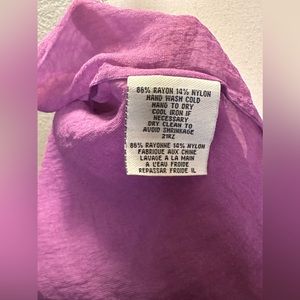 86% RAYON 14% NYLON
HAND WASH COLD
HANG TO DRY
COOL IRON IF
NECESSARY
DRY CLEAN TO
AVOID SHRINKAGE
21RZ
86% RAYONNE 14% NYLON
FABRIQUE AUX CHINE
LAVAGE A LA MAIN
A L'EAU FROIDE
REPASSAR FROIDE IL